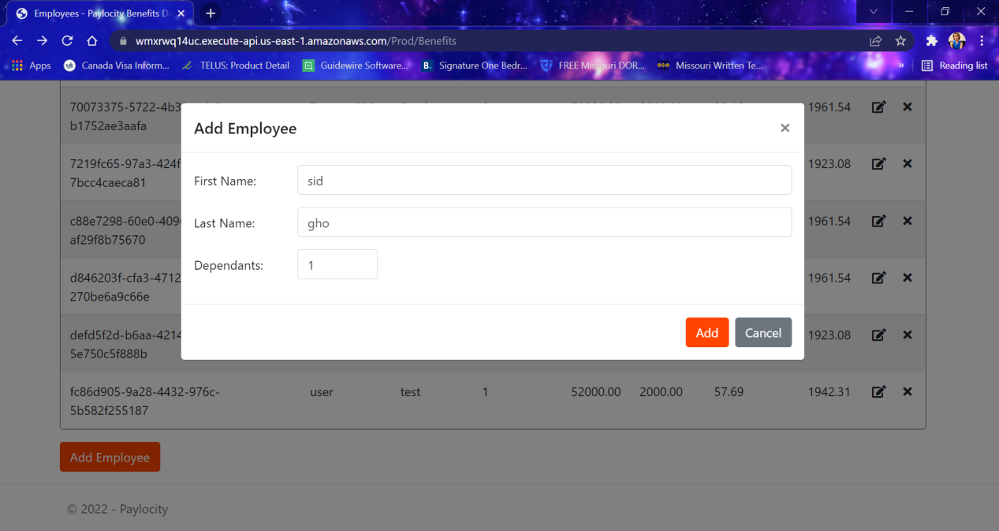 Employees - Paylocity Benefits Da
wmxrwq14uc.execute-api.us-east-1.amazonaws.com/Prod/Benefits
Apps Canada Visa Inform... TELUS: Product Detail Guidewire Software... B. Signature One Bedr... FREE Missouri DOR... Missouri Written Te... » Reading list
70073375-5722-4b3 1961.54
b1752ae3aafa
Add Employee
7219fc65-97a3-424f 1923.08
7bcc4caeca81
First Name: sid
c88e7298-60e0-409 1961.54
af29f8b75670
Last Name: gho
Dependants: 1
d846203f-cfa3-4712 1961.54
270be6a9c66e
defd5f2d-b6aa-4214 1923.08
5e750c5f888b
Add Cancel
fc86d905-9a28-4432-976c- user test 1 52000.00 2000.00 57.69 1942.31
5b582f255187
Add Employee
© 2022 - Paylocity